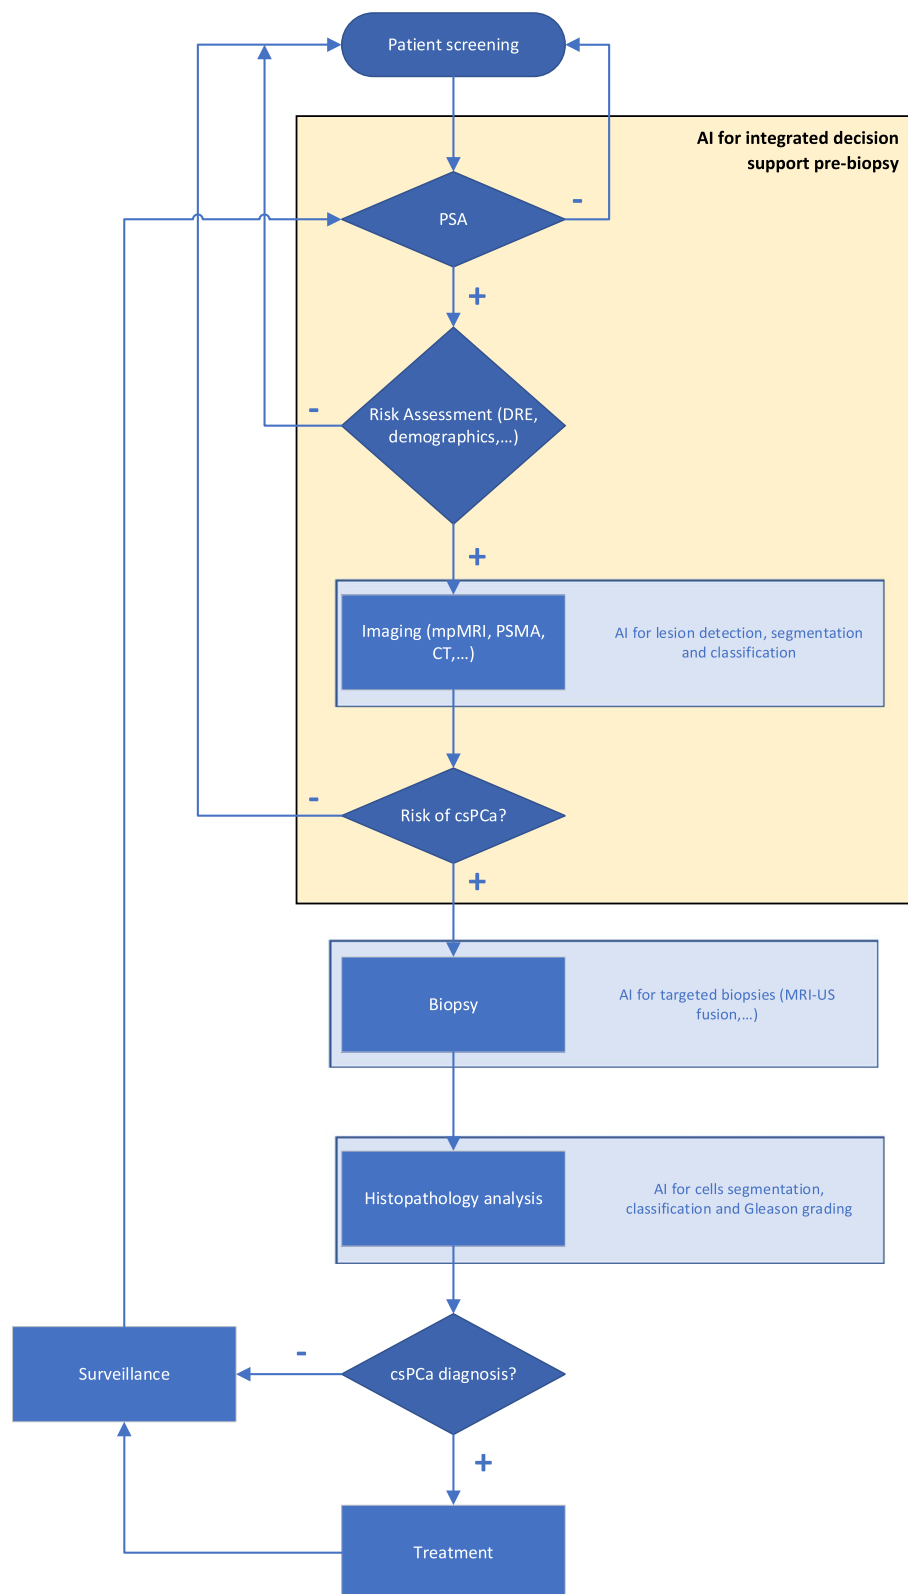 Patient screening
AI for integrated decision
support pre-biopsy
PSA
-
+
Risk Assessment (DRE,
demographics,...)
-
+
Imaging (mpMRI, PSMA,
CT,...)
AI for lesion detection, segmentation
and classification
Risk of csPCa?
-
+
Biopsy
AI for targeted biopsies (MRI-US
fusion,...)
Histopathology analysis
AI for cells segmentation,
classification and Gleason grading
csPCa diagnosis?
-
Surveillance
+
Treatment